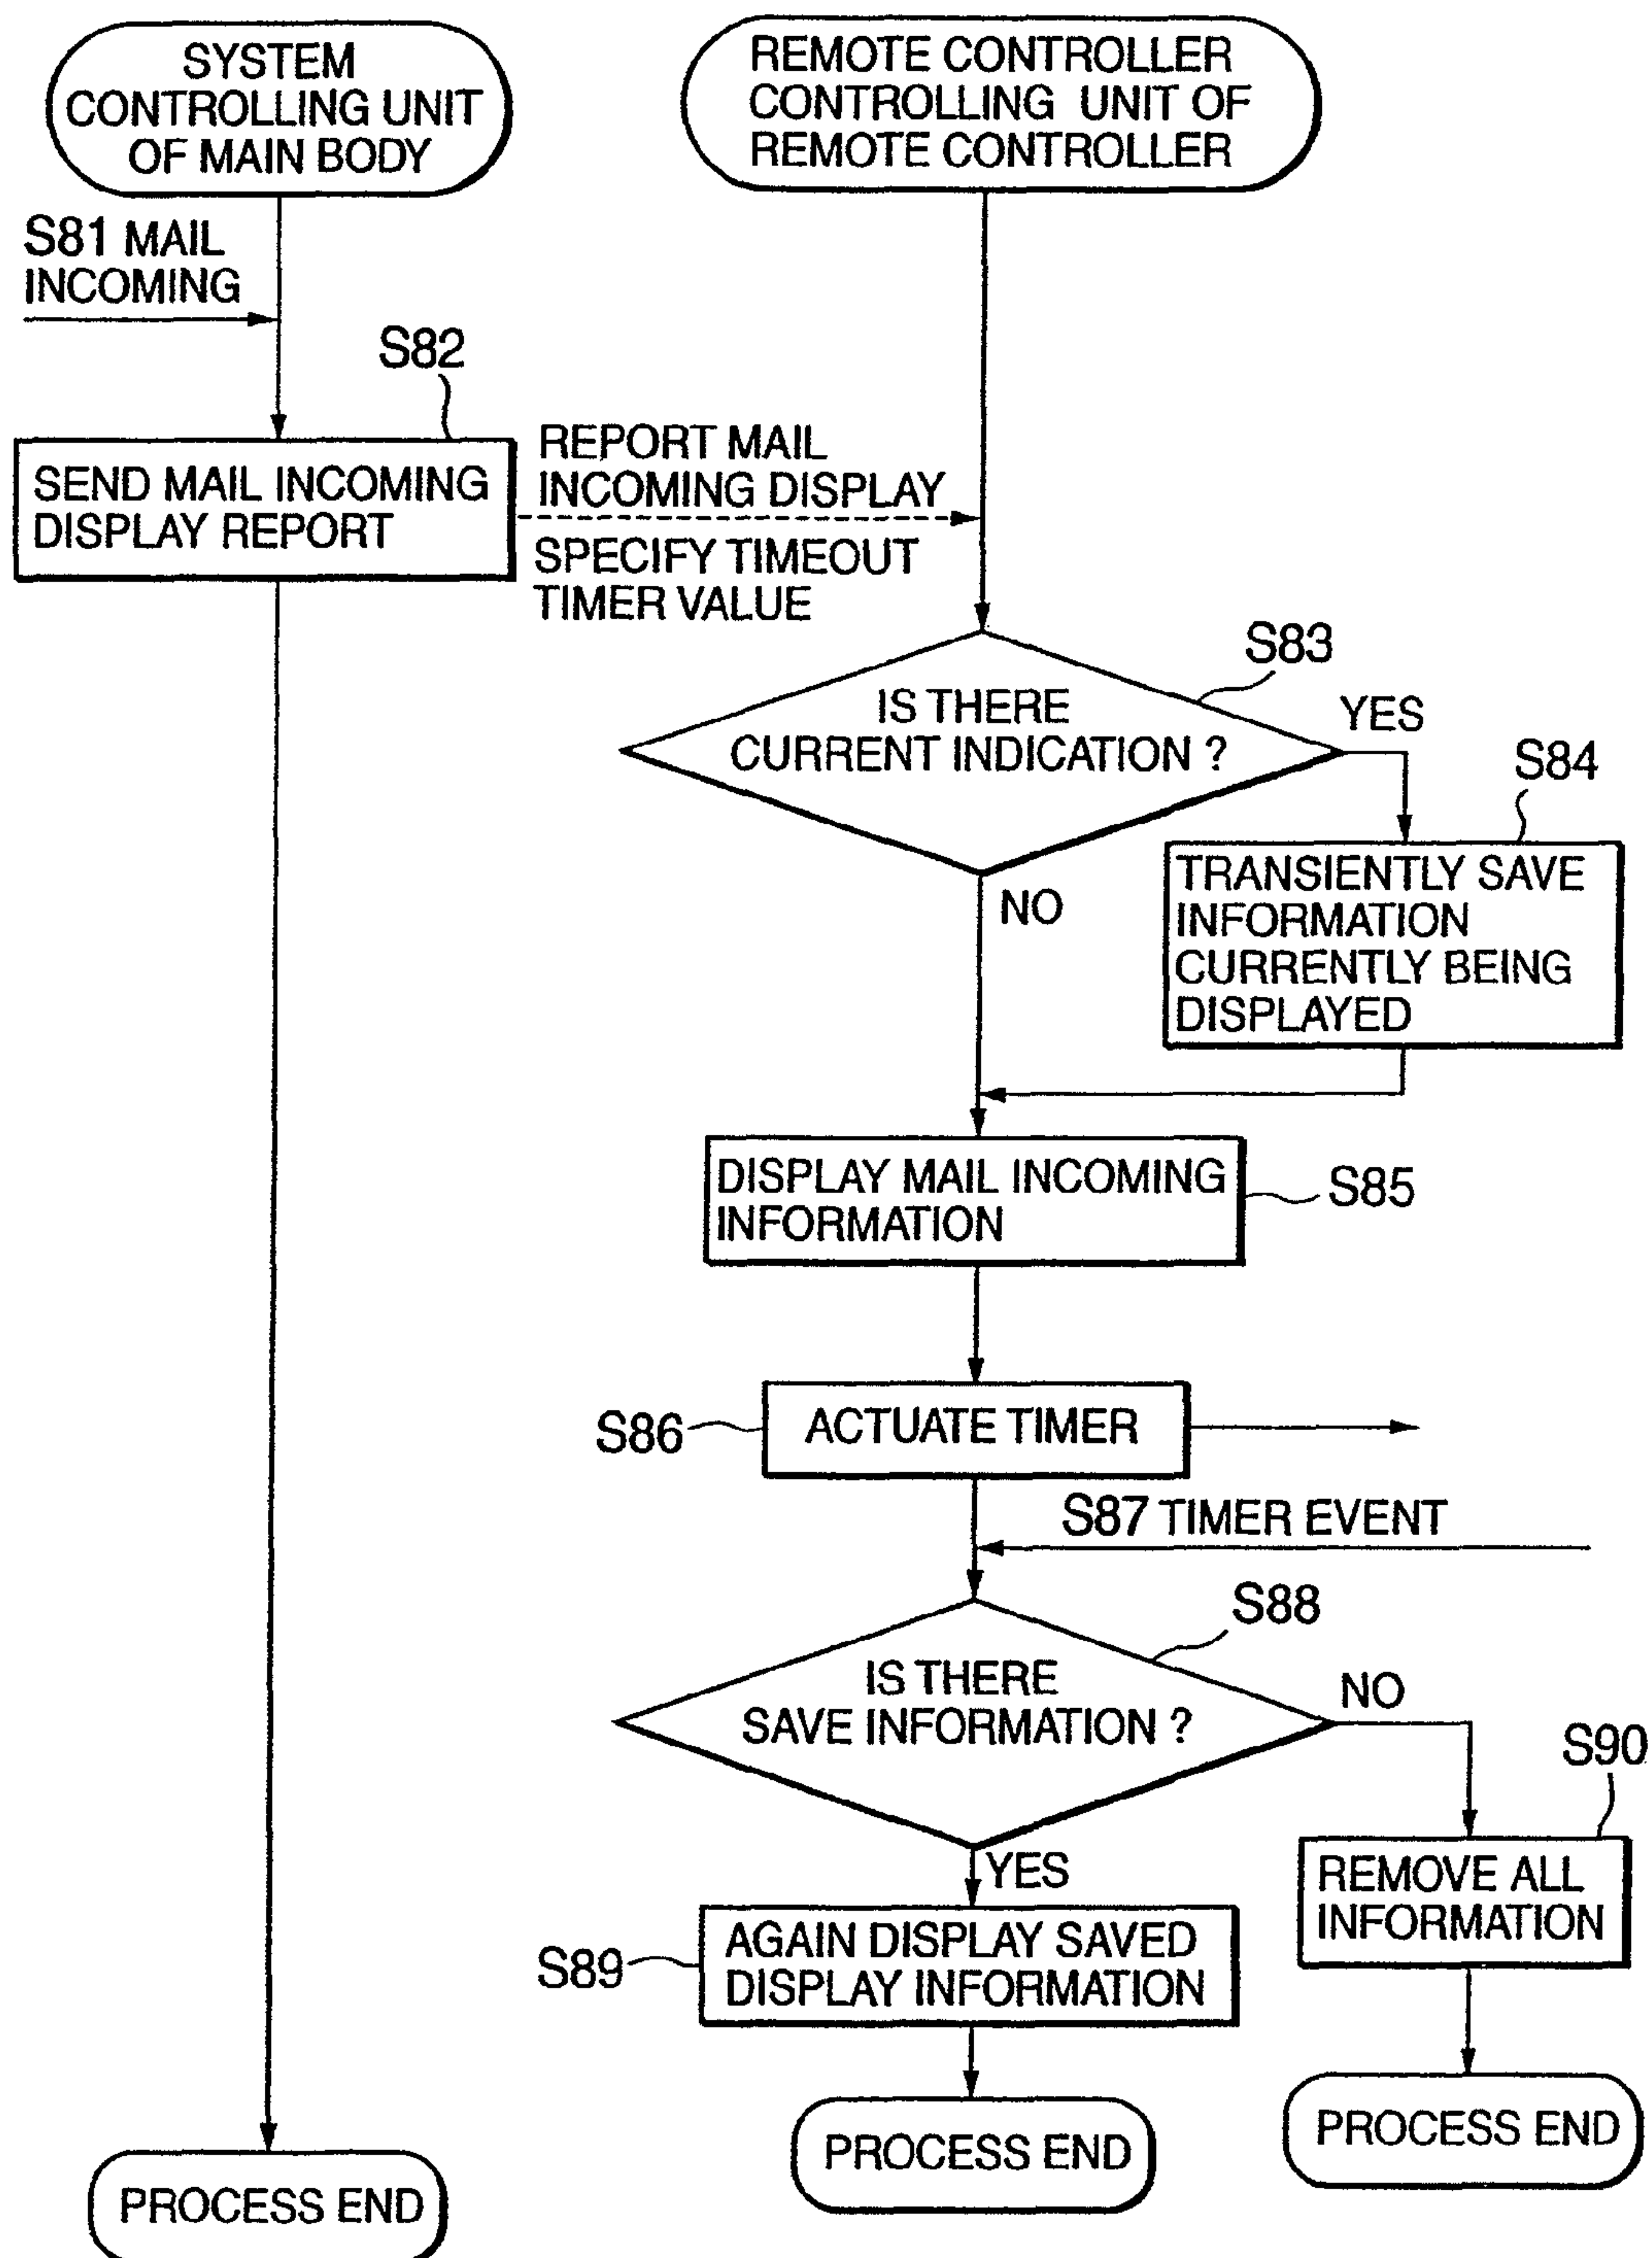 SYSTEM
CONTROLLING UNIT
OF MAIN BODY
REMOTE CONTROLLER
CONTROLLING UNIT OF
REMOTE CONTROLLER
S81 MAIL
INCOMING
S82
SEND MAIL INCOMING
DISPLAY REPORT
REPORT MAIL
INCOMING DISPLAY
SPECIFY TIMEOUT
TIMER VALUE
S83
IS THERE
CURRENT INDICATION ?
YES
NO
S84
TRANSIENTLY SAVE
INFORMATION
CURRENTLY BEING
DISPLAYED
DISPLAY MAIL INCOMING
INFORMATION
S85
S86
ACTUATE TIMER
S87 TIMER EVENT
S88
IS THERE
SAVE INFORMATION ?
NO
YES
S90
REMOVE ALL
INFORMATION
S89
AGAIN DISPLAY SAVED
DISPLAY INFORMATION
PROCESS END
PROCESS END
PROCESS END